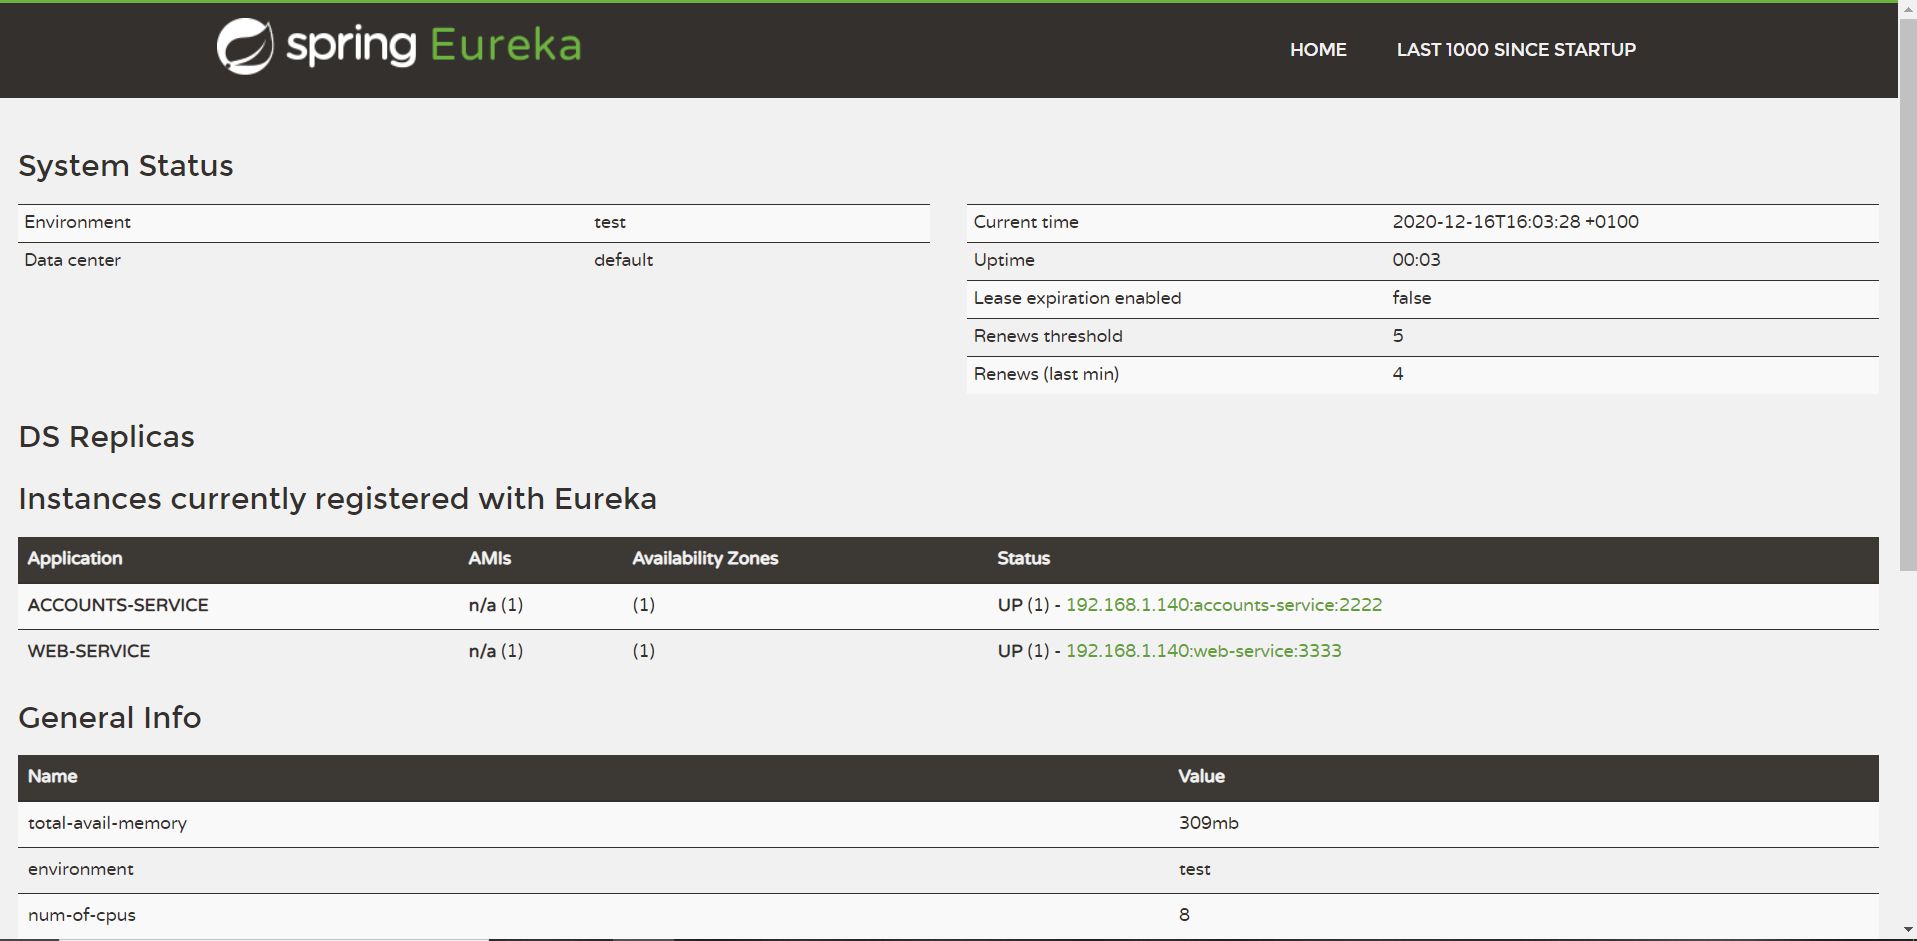 spring Eureka
HOME LAST 1000 SINCE STARTUP
System Status
Environment test
Data center default
Current time 2020-12-16T16:03:28 +0100
Uptime 00:03
Lease expiration enabled false
Renews threshold 5
Renews (last min) 4
DS Replicas
Instances currently registered with Eureka
Application AMIs Availability Zones Status
ACCOUNTS-SERVICE n/a (1) (1) UP (1) - 192.168.1.140:accounts-service:2222
WEB-SERVICE n/a (1) (1) UP (1) - 192.168.1.140:web-service:3333
General Info
Name Value
total-avail-memory 309mb
environment test
num-of-cpus 8